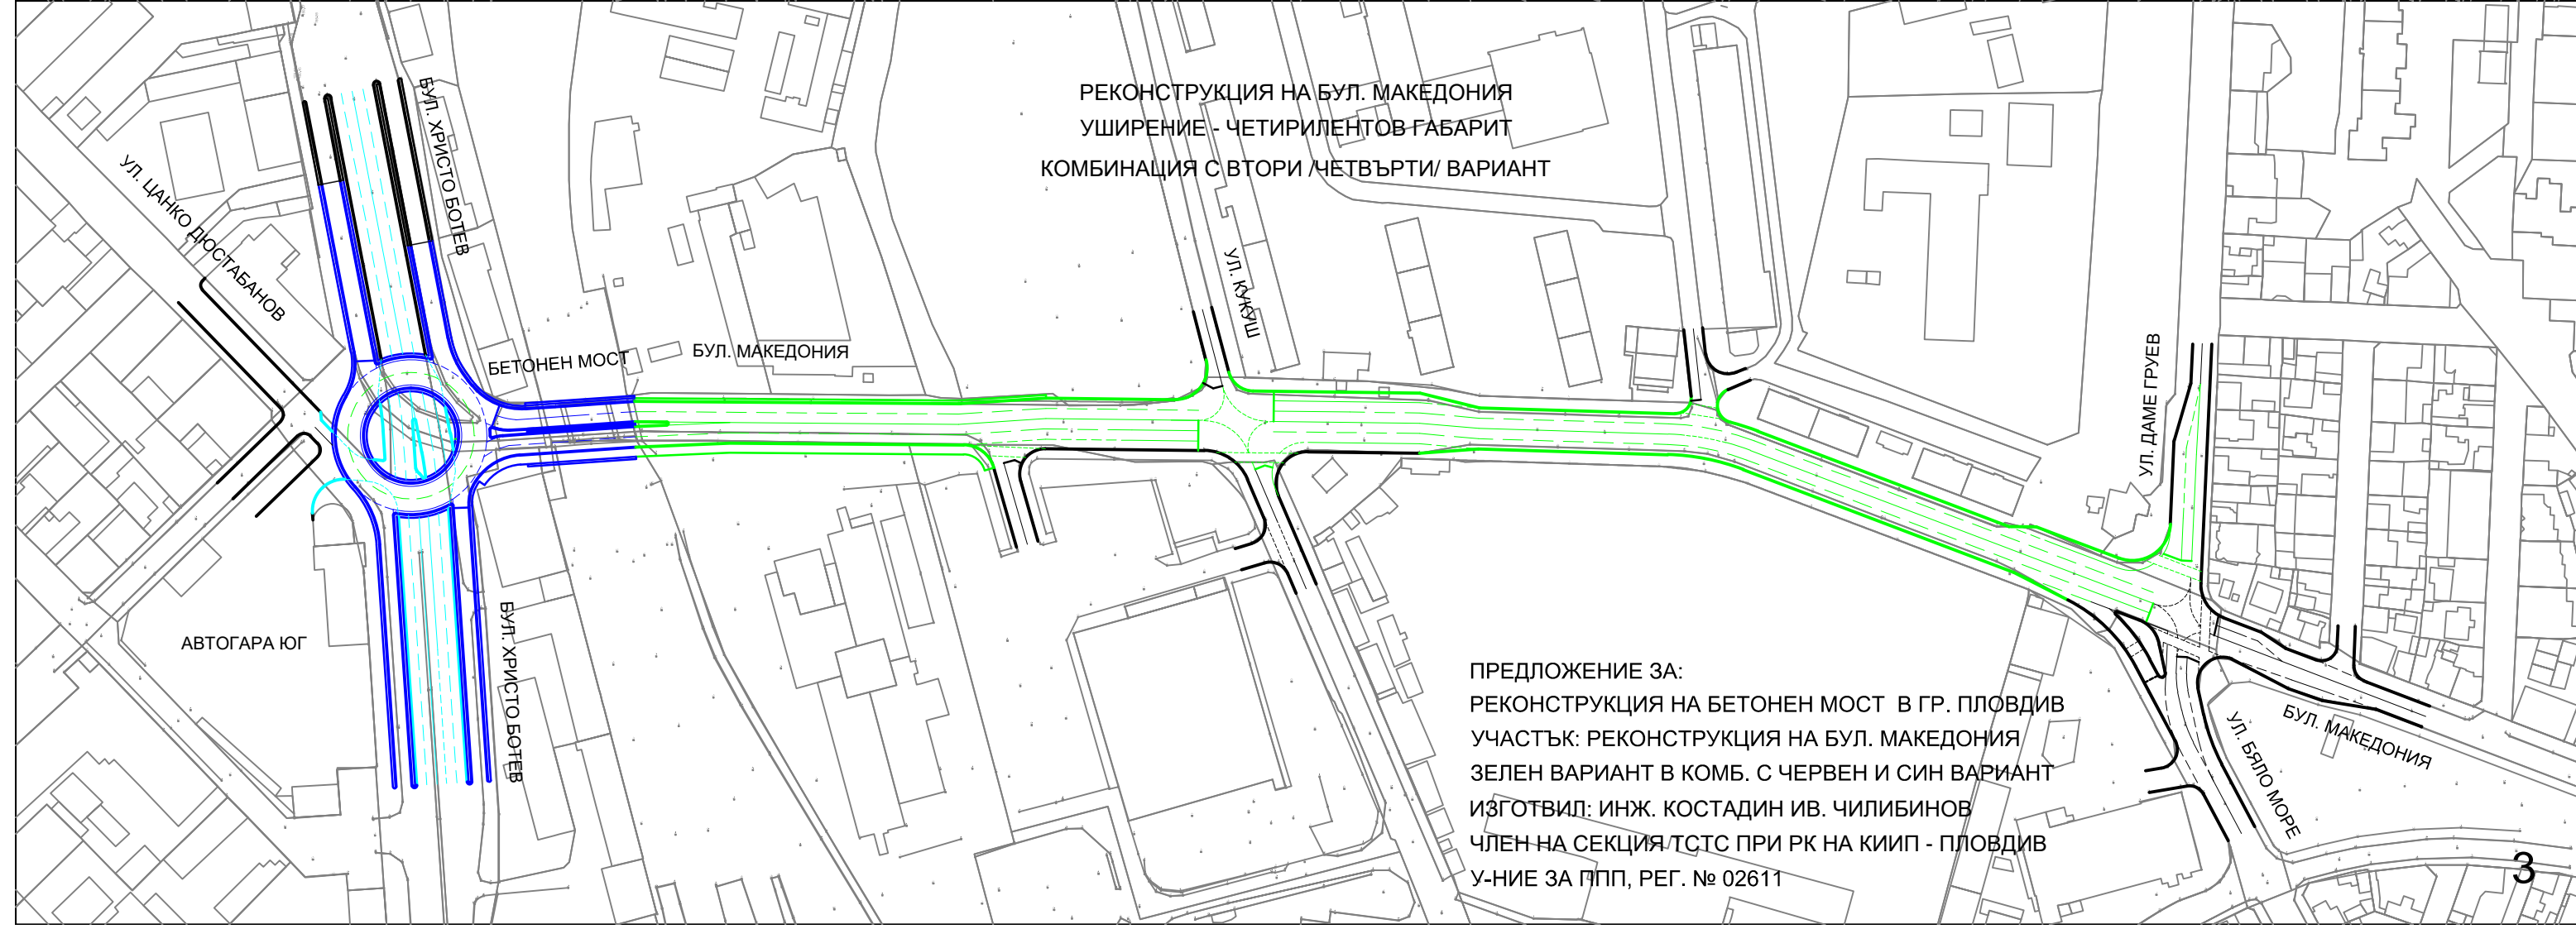 РЕКОНСТРУКЦИЯ НА БУЛ. МАКЕДОНИЯ
УШИРЕНИЕ - ЧЕТИРИЛЕНТОВ ГАБАРИТ
КОМБИНАЦИЯ С ВТОРИ /ЧЕТВЪРТИ/ ВАРИАНТ
УЛ. ЦАНКО ДЮСТАБАНОВ
БУЛ. ХРИСТО БОТЕВ
БЕТОНЕН МОСТ
БУЛ. МАКЕДОНИЯ
УЛ. КУКУШ
УЛ. ДАМЕ ГРУЕВ
АВТОГАРА ЮГ
БУЛ. ХРИСТО БОТЕВ
ПРЕДЛОЖЕНИЕ ЗА:
РЕКОНСТРУКЦИЯ НА БЕТОНЕН МОСТ В ГР. ПЛОВДИВ
УЧАСТЪК: РЕКОНСТРУКЦИЯ НА БУЛ. МАКЕДОНИЯ
ЗЕЛЕН ВАРИАНТ В КОМБ. С ЧЕРВЕН И СИН ВАРИАНТ
ИЗГОТВИЛ: ИНЖ. КОСТАДИН ИВ. ЧИЛИБИНОВ
ЧЛЕН НА СЕКЦИЯ ТСТС ПРИ РК НА КИИП - ПЛОВДИВ
У-НИЕ ЗА ППП, РЕГ. № 02611
УЛ. БЯЛО МОРЕ
БУЛ. МАКЕДОНИЯ
3